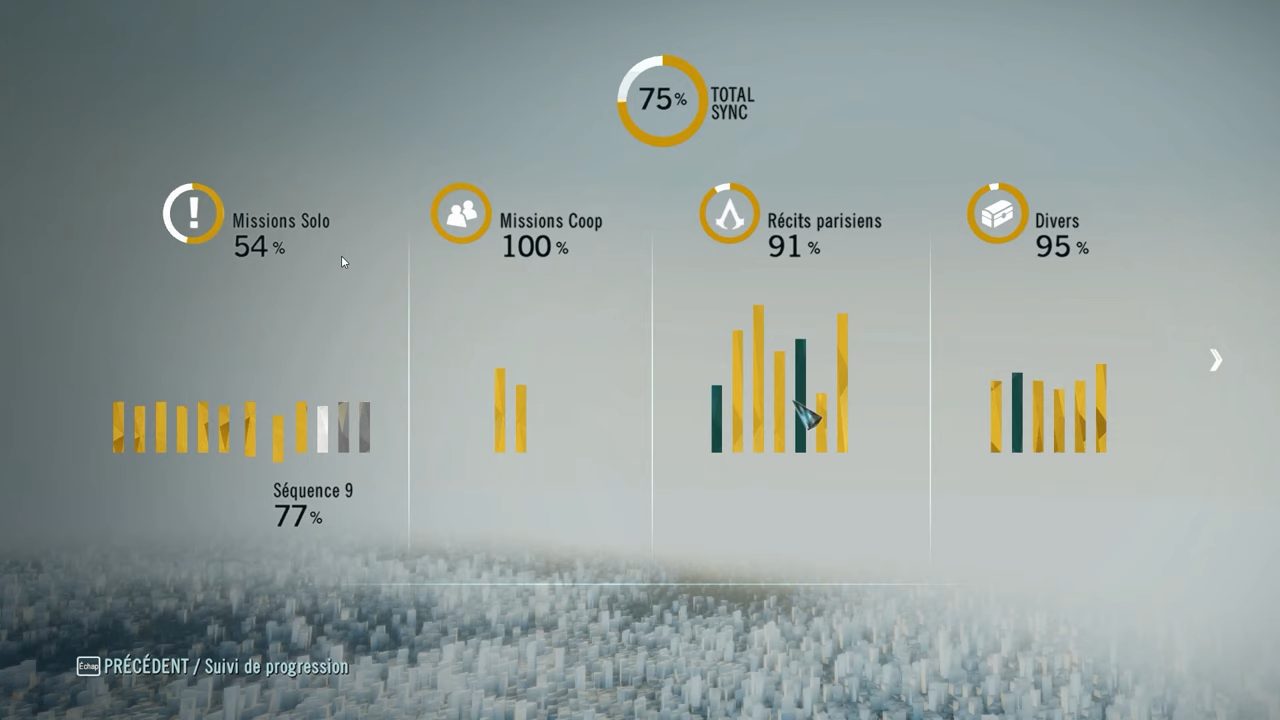 75%
TOTAL
SYNC
Missions Solo
54 %
Missions Coop
100 %
Récits parisiens
91 %
Divers
95 %
Séquence 9
77 %
Echap PRÉCÉDENT / Suivi de progression